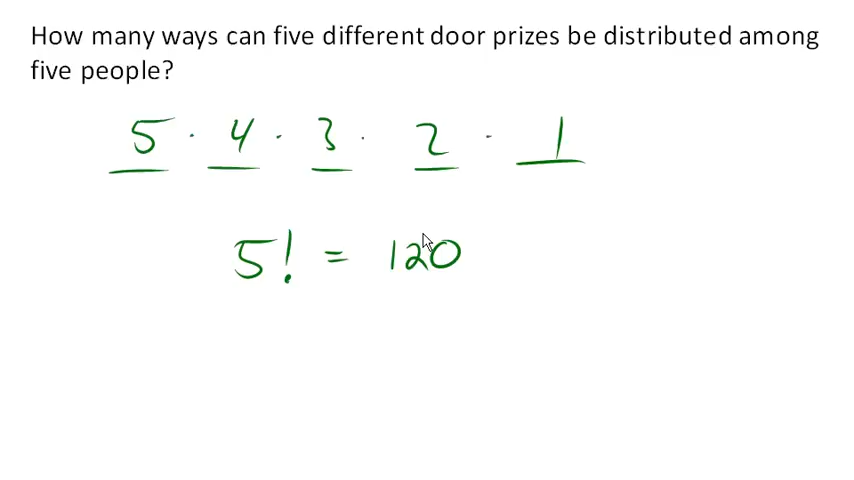 How many ways can five different door prizes be distributed among
five people?
5 · 4 · 3 · 2 · 1
5! = 120